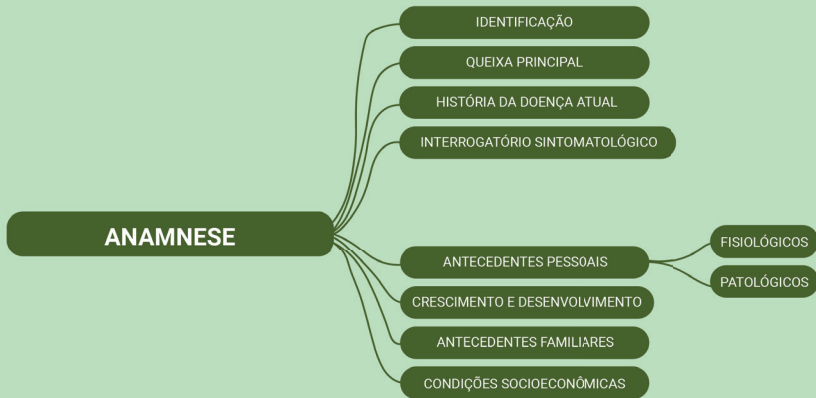 IDENTIFICAÇÃO
QUEIXA PRINCIPAL
HISTÓRIA DA DOENÇA ATUAL
INTERROGATÓRIO SINTOMATOLÓGICO
ANAMNESE
ANTECEDENTES PESSOAIS
FISIOLÓGICOS
PATOLÓGICOS
CRESCIMENTO E DESENVOLVIMENTO
ANTECEDENTES FAMILIARES
CONDIÇÕES SOCIOECONÔMICAS